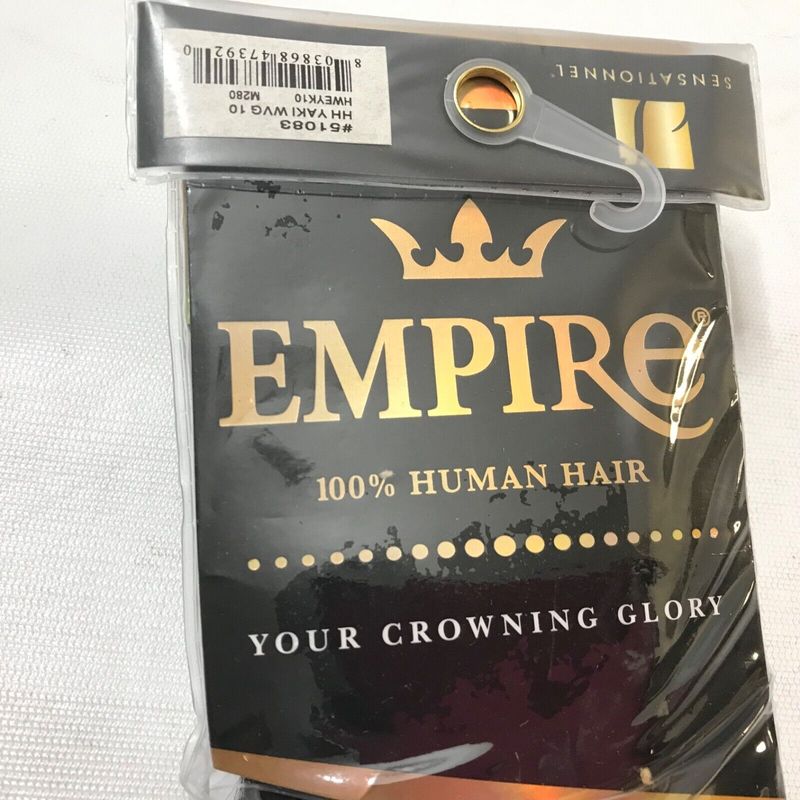 #51083
HH YAKI WVG 10
HWEYK10 M280
8 03868 47392 0
SENSATIONNEL®
EMPIRE®
100% HUMAN HAIR
YOUR CROWNING GLORY